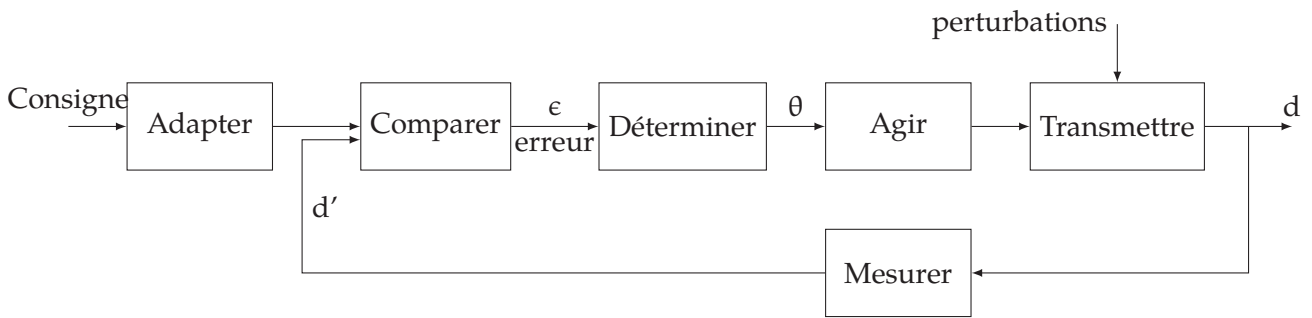 perturbations
Consigne
Adapter
Comparer
ϵ
erreur
Déterminer
θ
Agir
Transmettre
d
d’
Mesurer